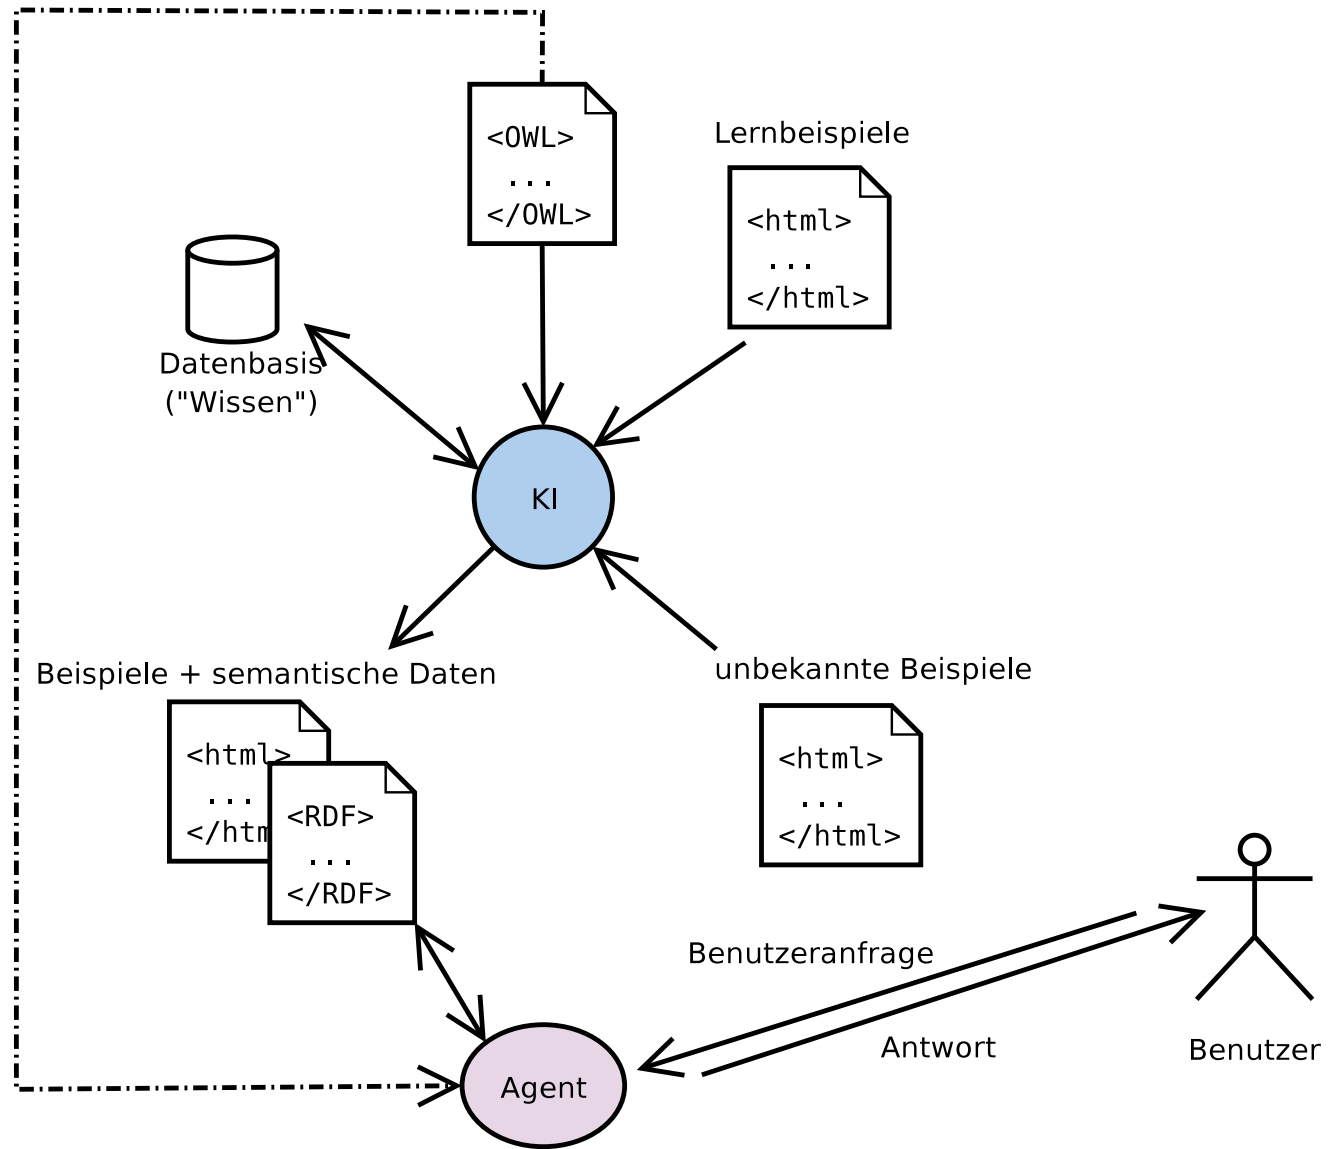 <OWL>
...
</OWL>
Lernbeispiele
<html>
...
</html>
Datenbasis
("Wissen")
KI
Beispiele + semantische Daten
<html>
...
</htm
<RDF>
...
</RDF>
unbekannte Beispiele
<html>
...
</html>
Benutzeranfrage
Antwort
Benutzer
Agent